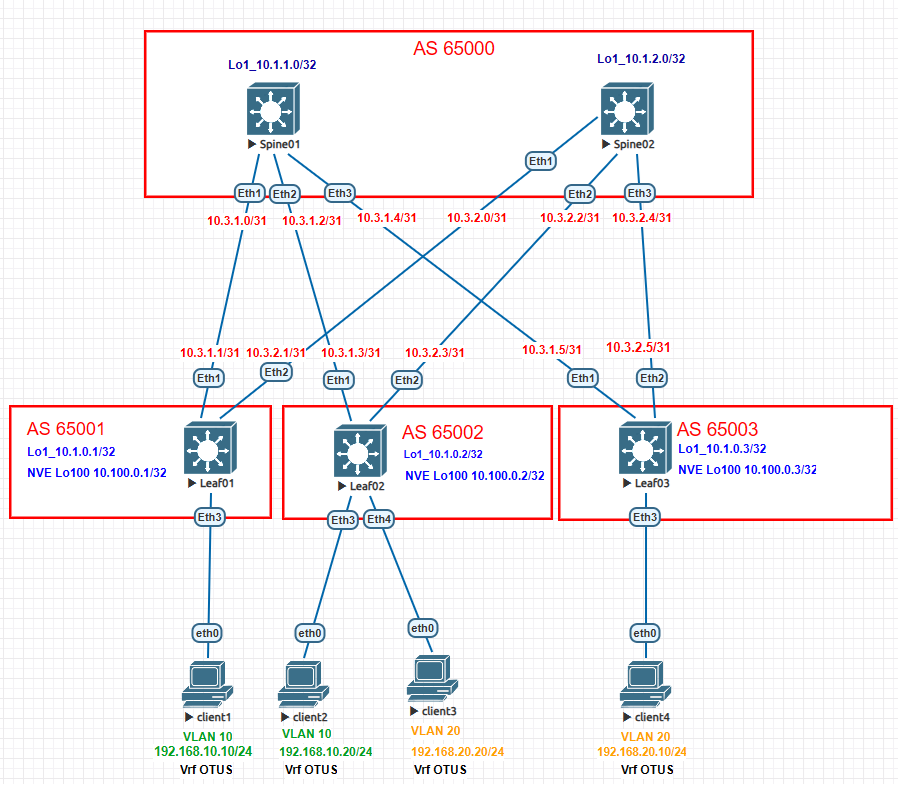 AS 65000
Lo1_10.1.1.0/32
Lo1_10.1.2.0/32
Spine01
Spine02
Eth1
Eth1
Eth2
Eth3
Eth2
Eth3
10.3.1.0/31
10.3.1.2/31
10.3.1.4/31
10.3.2.0/31
10.3.2.2/31
10.3.2.4/31
10.3.1.1/31
10.3.2.1/31
10.3.1.3/31
10.3.2.3/31
10.3.1.5/31
10.3.2.5/31
Eth1
Eth2
Eth1
Eth2
Eth1
Eth2
AS 65001
Lo1_10.1.0.1/32
NVE Lo100 10.100.0.1/32
Leaf01
AS 65002
Lo1_10.1.0.2/32
NVE Lo100 10.100.0.2/32
Leaf02
AS 65003
Lo1_10.1.0.3/32
NVE Lo100 10.100.0.3/32
Leaf03
Eth3
Eth3
Eth4
Eth3
eth0
eth0
eth0
eth0
client1
VLAN 10
192.168.10.10/24
Vrf OTUS
client2
VLAN 10
192.168.10.20/24
Vrf OTUS
client3
VLAN 20
192.168.20.20/24
Vrf OTUS
client4
VLAN 20
192.168.20.10/24
Vrf OTUS